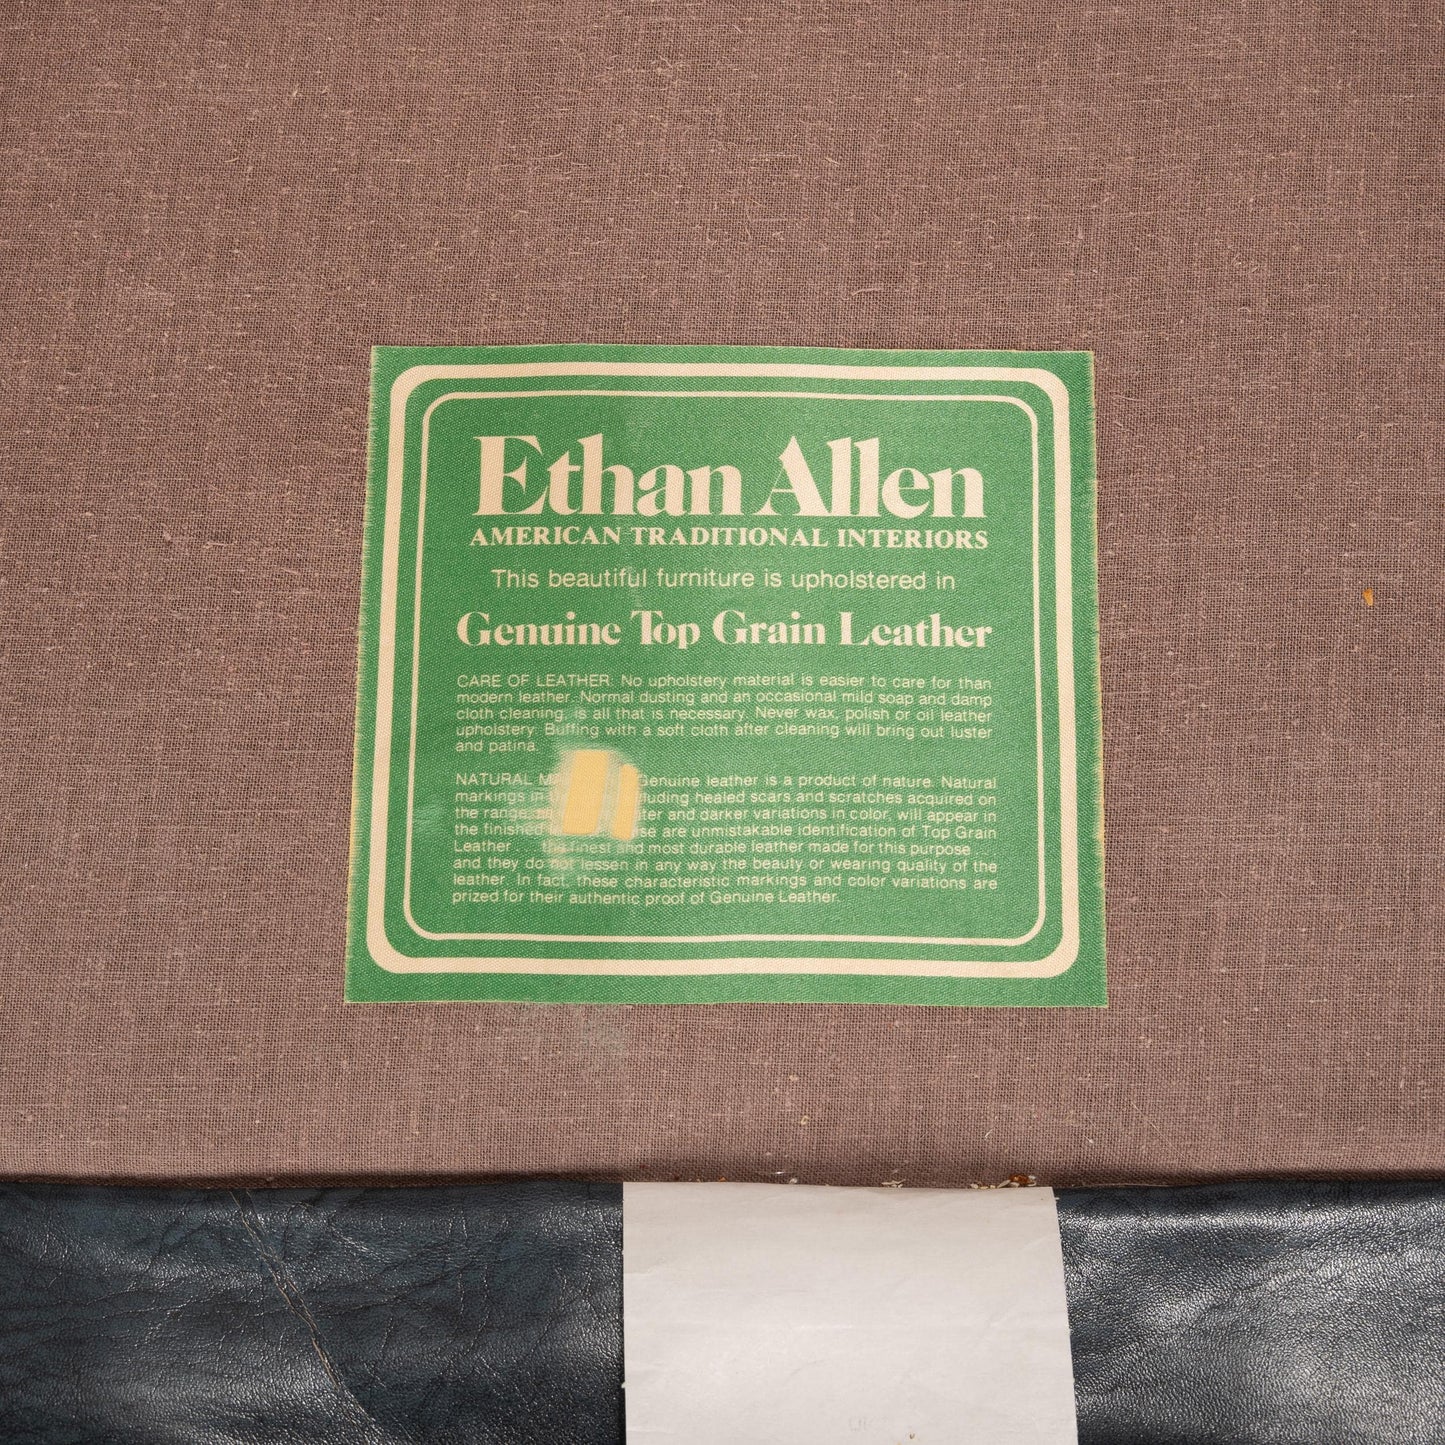 Ethan Allen
AMERICAN TRADITIONAL INTERIORS
This beautiful furniture is upholstered in
Genuine Top Grain Leather
CARE OF LEATHER: No upholstery material is easier to care for than
modern leather. Normal dusting and an occasional mild soap and damp
cloth cleaning, is all that is necessary. Never wax, polish or oil leather
upholstery. Buffing with a soft cloth after cleaning will bring out luster
and patina.
NATURAL Genuine leather is a product of nature. Natural
markings healed scars and scratches acquired on
the range, and darker variations in color, will appear in
the finished are unmistakable identification of Top Grain
Leather . . . the finest and most durable leather made for this purpose . . .
and they do not lessen in any way the beauty or wearing quality of the
leather. In fact, these characteristic markings and color variations are
prized for their authentic proof of Genuine Leather.